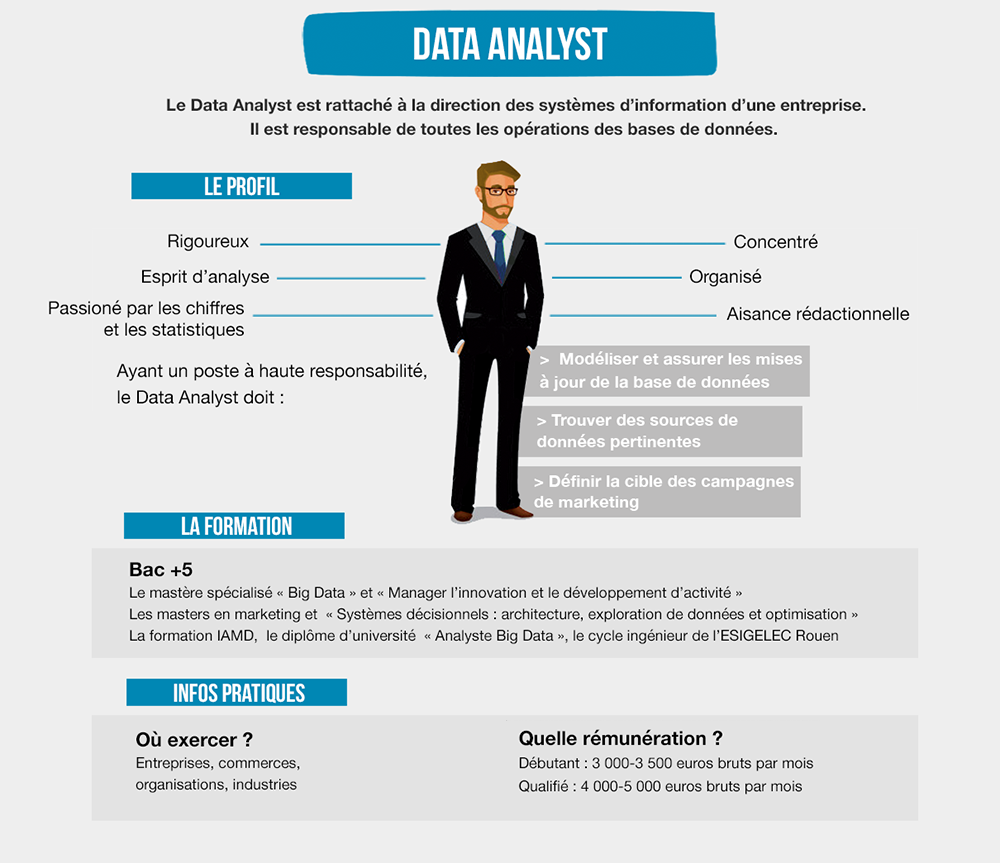 DATA ANALYST
Le Data Analyst est rattaché à la direction des systèmes d’information d’une entreprise.
Il est responsable de toutes les opérations des bases de données.
LE PROFIL
Rigoureux
Concentré
Esprit d’analyse
Organisé
Passioné par les chiffres
et les statistiques
Aisance rédactionnelle
Ayant un poste à haute responsabilité,
le Data Analyst doit :
> Modéliser et assurer les mises
à jour de la base de données
> Trouver des sources de
données pertinentes
> Définir la cible des campagnes
de marketing
LA FORMATION
Bac +5
Le mastère spécialisé « Big Data » et « Manager l’innovation et le développement d’activité »
Les masters en marketing et « Systèmes décisionnels : architecture, exploration de données et optimisation »
La formation IAMD, le diplôme d’université « Analyste Big Data », le cycle ingénieur de l’ESIGELEC Rouen
INFOS PRATIQUES
Où exercer ?
Entreprises, commerces,
organisations, industries
Quelle rémunération ?
Débutant : 3 000-3 500 euros bruts par mois
Qualifié : 4 000-5 000 euros bruts par mois